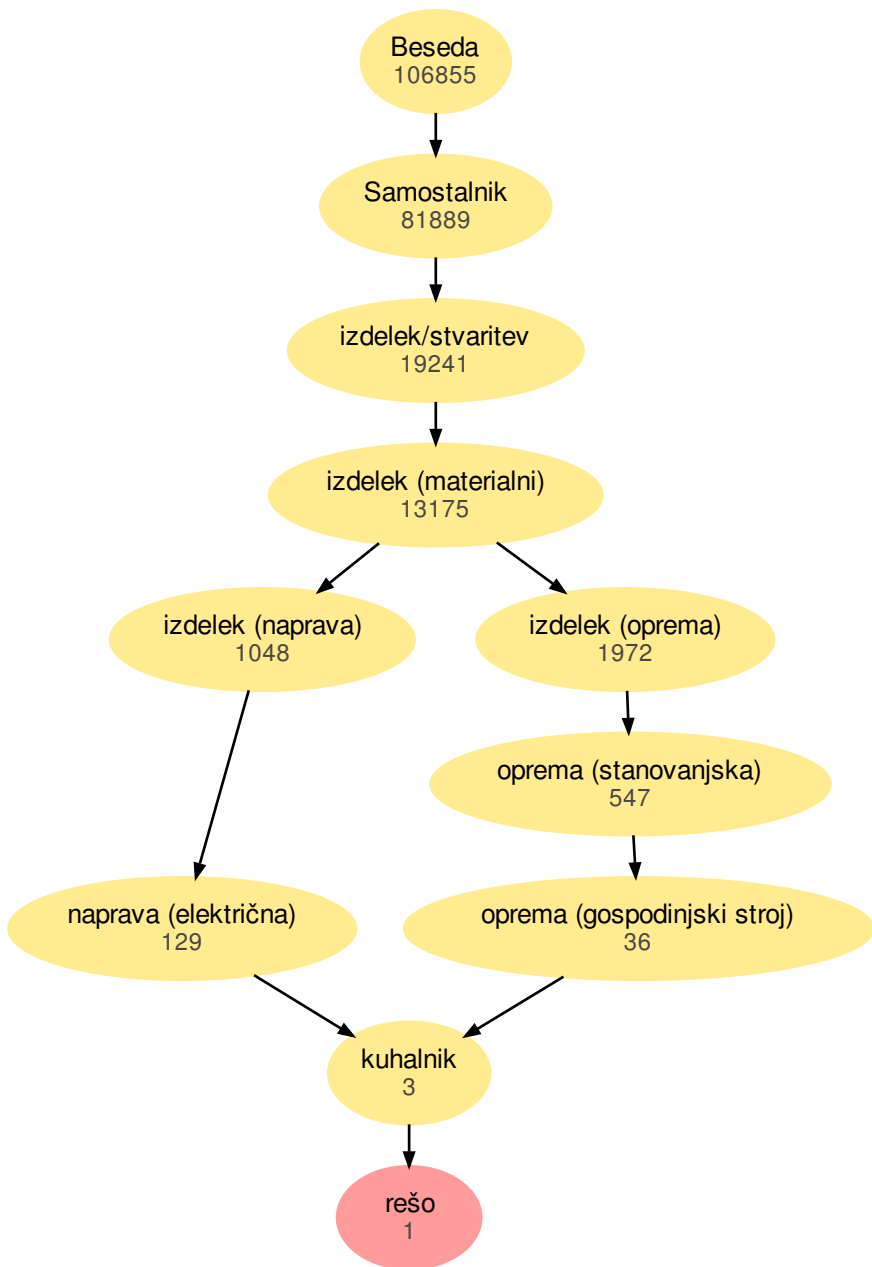 Beseda
106855
Samostalnik
81889
izdelek/stvaritev
19241
izdelek (materialni)
13175
izdelek (naprava)
1048
izdelek (oprema)
1972
oprema (stanovanjska)
547
naprava (električna)
129
oprema (gospodinjski stroj)
36
kuhalnik
3
rešo
1